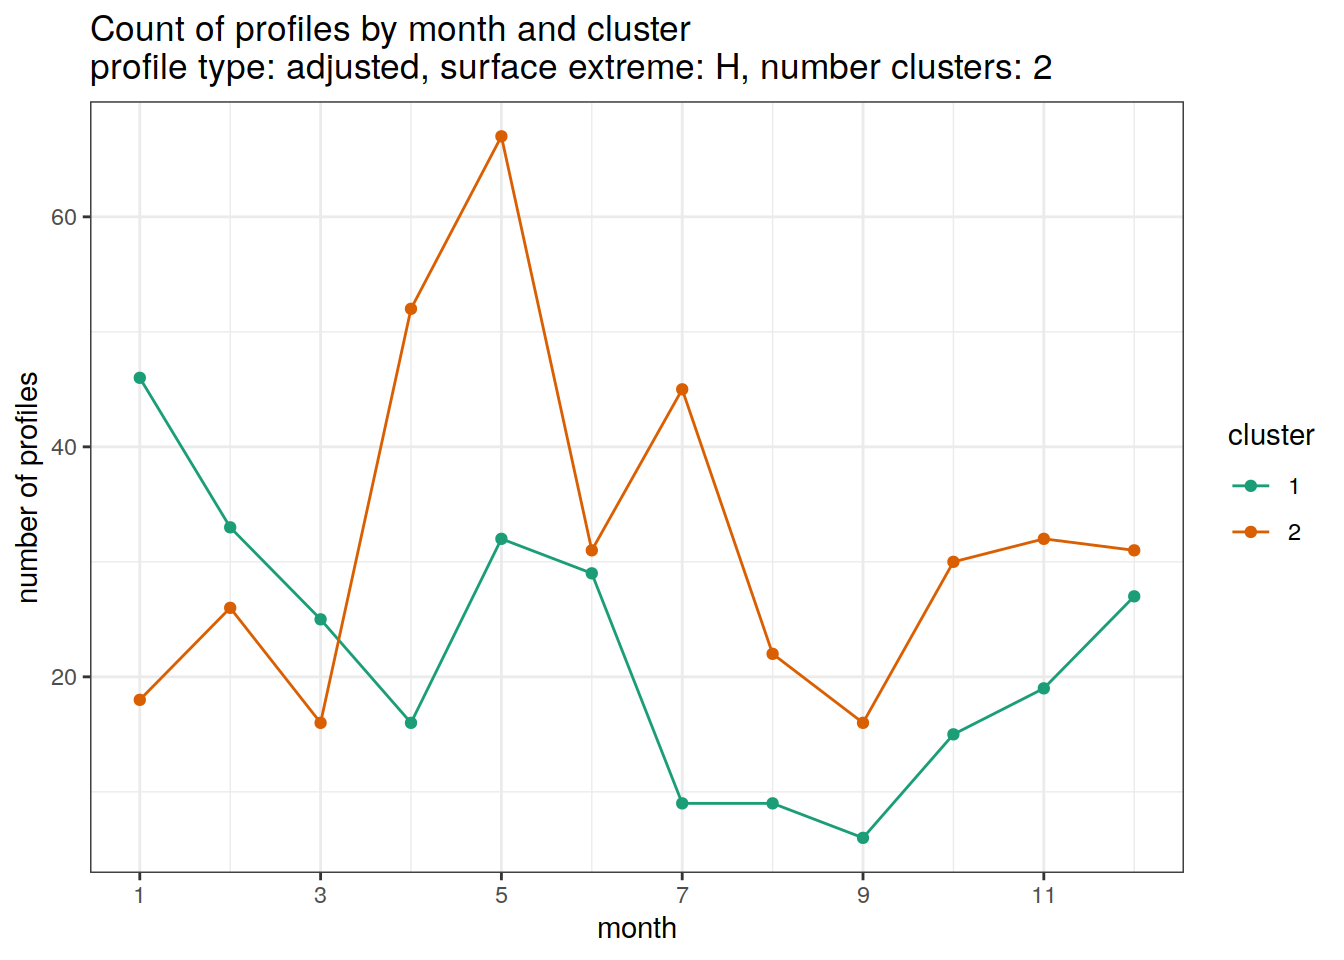 Count of profiles by month and cluster
profile type: adjusted, surface extreme: H, number clusters: 2
number of profiles
60
40
20
1 3 5 7 9 11
month
cluster
1
2